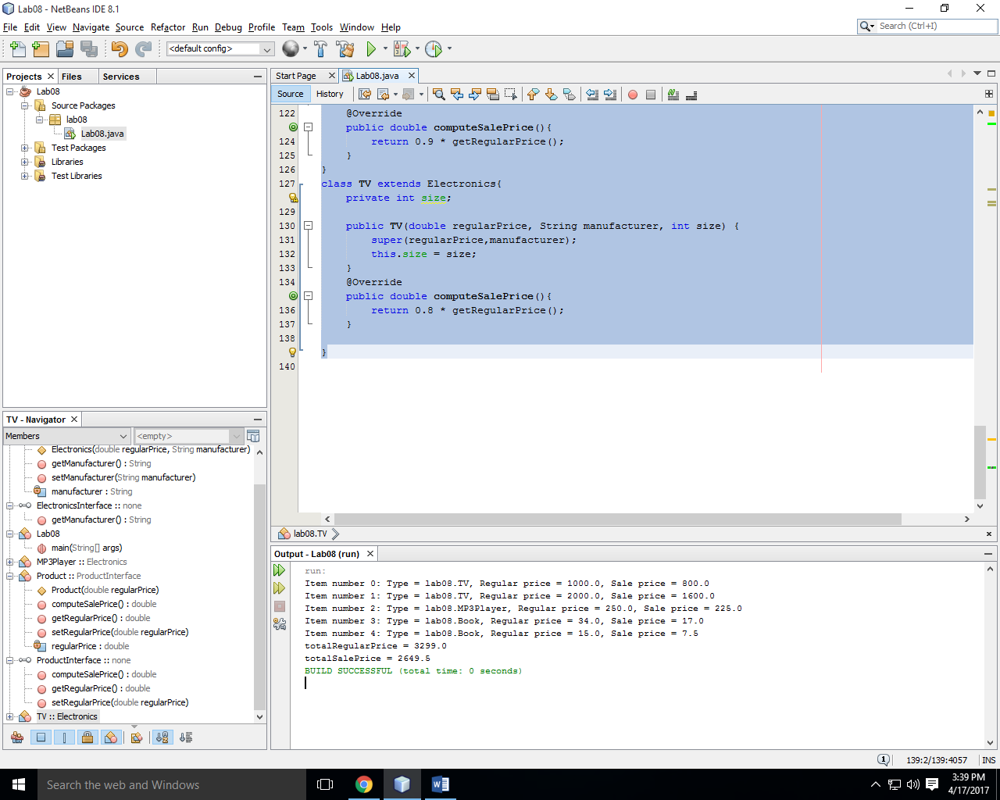 Lab08 - NetBeans IDE 8.1
File Edit View Navigate Source Refactor Run Debug Profile Team Tools Window Help
Search (Ctrl+I)
<default config>
Projects Files Services
Lab08
Source Packages
lab08
Lab08.java
Test Packages
Libraries
Test Libraries
Start Page Lab08.java
Source History
122 @Override
public double computeSalePrice(){
124 return 0.9 * getRegularPrice();
125 }
126 }
127 class TV extends Electronics{
private int size;
129
130 public TV(double regularPrice, String manufacturer, int size) {
131 super(regularPrice,manufacturer);
132 this.size = size;
133 }
134 @Override
public double computeSalePrice(){
136 return 0.8 * getRegularPrice();
137 }
138
}
140
lab08.TV
TV - Navigator
Members <empty>
Electronics(double regularPrice, String manufacturer)
getManufacturer() : String
setManufacturer(String manufacturer)
manufacturer : String
ElectronicsInterface :: none
getManufacturer() : String
Lab08
main(String[] args)
MP3Player :: Electronics
Product :: ProductInterface
Product(double regularPrice)
computeSalePrice() : double
getRegularPrice() : double
setRegularPrice(double regularPrice)
regularPrice : double
ProductInterface :: none
computeSalePrice() : double
getRegularPrice() : double
setRegularPrice(double regularPrice)
TV :: Electronics
Output - Lab08 (run)
run:
Item number 0: Type = lab08.TV, Regular price = 1000.0, Sale price = 800.0
Item number 1: Type = lab08.TV, Regular price = 2000.0, Sale price = 1600.0
Item number 2: Type = lab08.MP3Player, Regular price = 250.0, Sale price = 225.0
Item number 3: Type = lab08.Book, Regular price = 34.0, Sale price = 17.0
Item number 4: Type = lab08.Book, Regular price = 15.0, Sale price = 7.5
totalRegularPrice = 3299.0
totalSalePrice = 2649.5
BUILD SUCCESSFUL (total time: 0 seconds)
1 139:2/139:4057 INS
Search the web and Windows
3:39 PM
4/17/2017